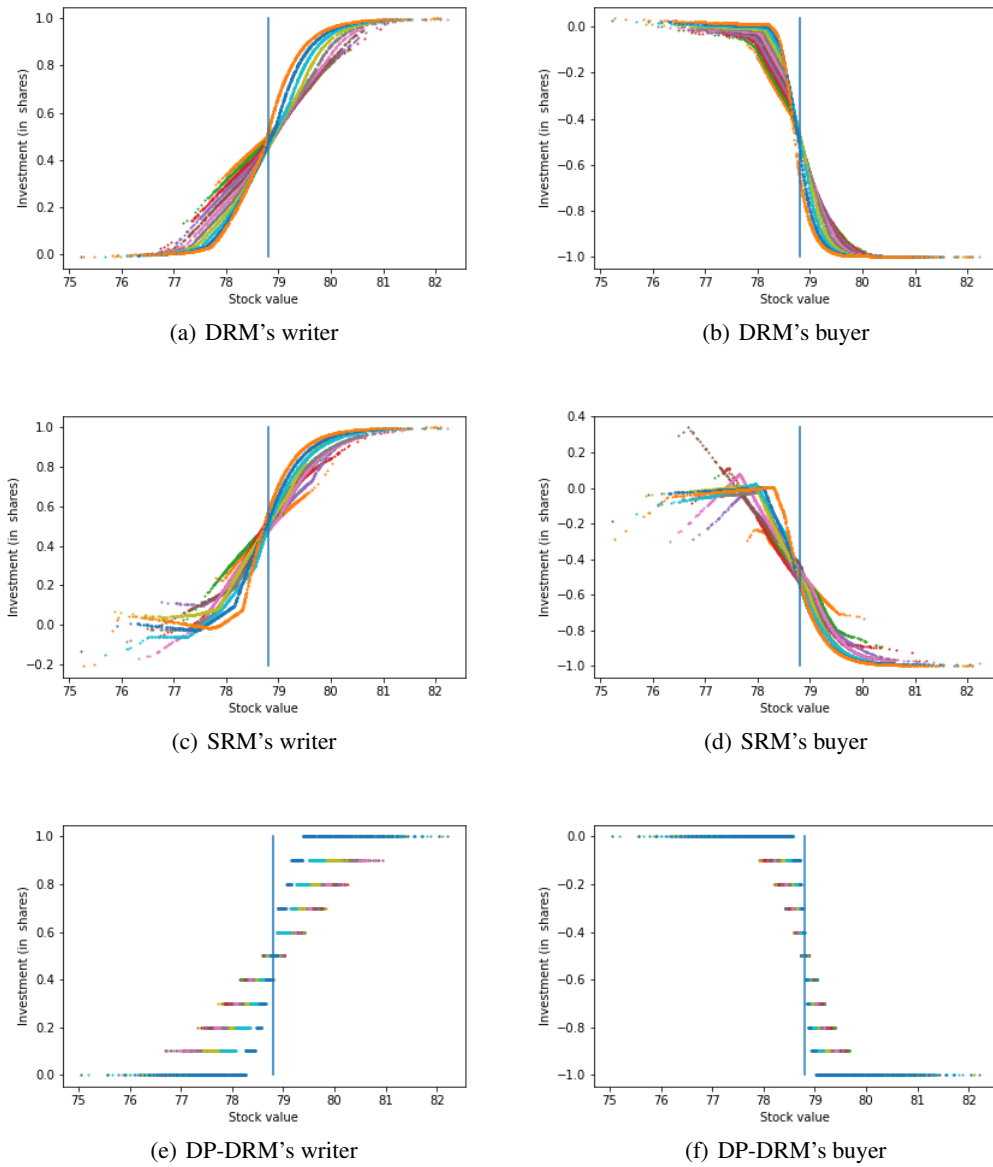 1.0
0.8
0.6
0.4
0.2
0.0
Investment (in shares)
75 76 77 78 79 80 81 82
Stock value
(a) DRM's writer
0.0
−0.2
−0.4
−0.6
−0.8
−1.0
Investment (in shares)
75 76 77 78 79 80 81 82
Stock value
(b) DRM's buyer
1.0
0.8
0.6
0.4
0.2
0.0
−0.2
Investment (in shares)
75 76 77 78 79 80 81 82
Stock value
(c) SRM's writer
0.4
0.2
0.0
−0.2
−0.4
−0.6
−0.8
−1.0
Investment (in shares)
75 76 77 78 79 80 81 82
Stock value
(d) SRM's buyer
1.0
0.8
0.6
0.4
0.2
0.0
Investment (in shares)
75 76 77 78 79 80 81 82
Stock value
(e) DP-DRM's writer
0.0
−0.2
−0.4
−0.6
−0.8
−1.0
Investment (in shares)
75 76 77 78 79 80 81 82
Stock value
(f) DP-DRM's buyer